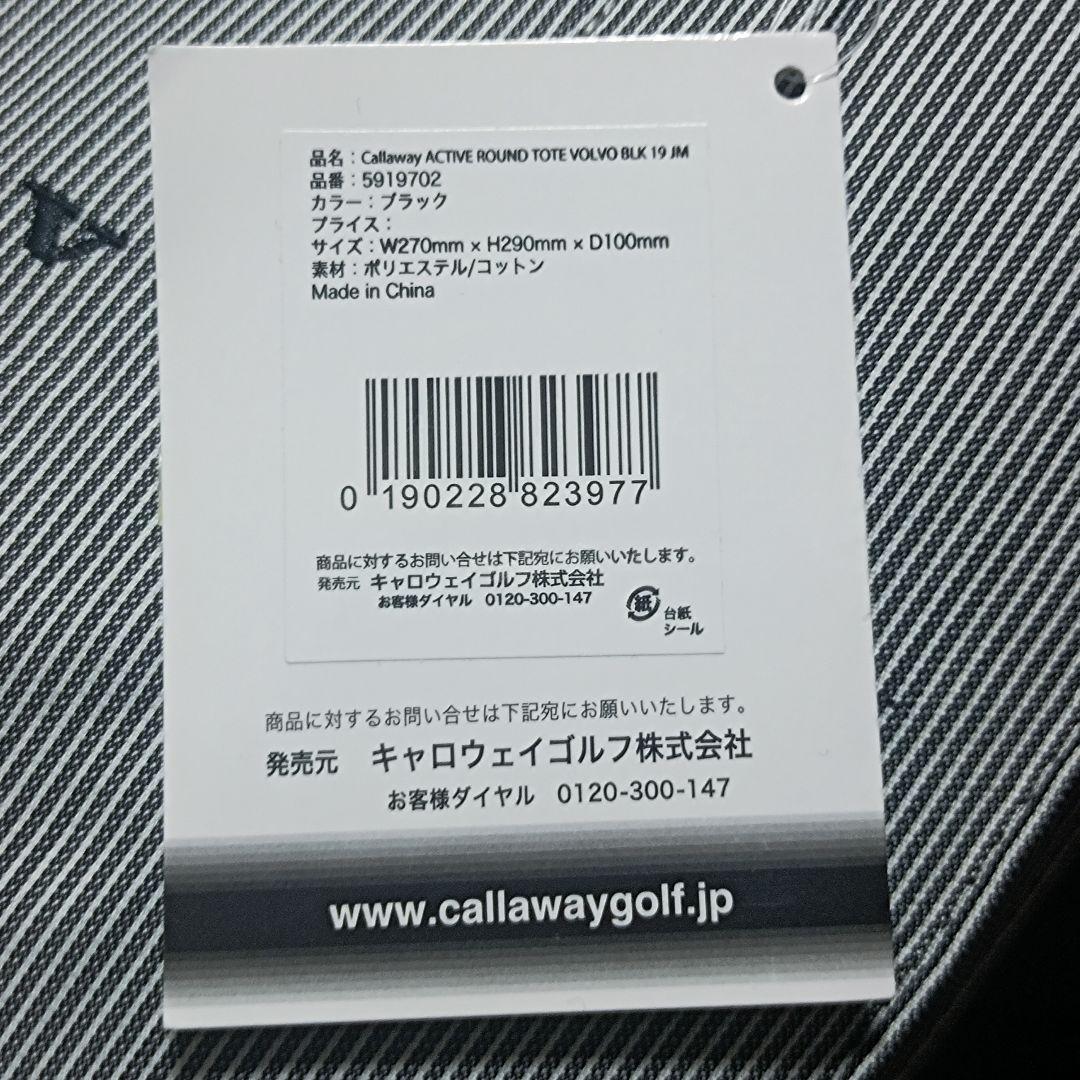 品名：Callaway ACTIVE ROUND TOTE VOLVO BLK 19 JM
品番：5919702
カラー：ブラック
プライス：
サイズ：W270mm × H290mm × D100mm
素材：ポリエステル/コットン
Made in China
0 190228 823977
商品に対するお問い合せは下記宛にお願いいたします。
発売元 キャロウェイゴルフ株式会社
お客様ダイヤル 0120-300-147
紙 台紙
シール
商品に対するお問い合せは下記宛にお願いいたします。
発売元 キャロウェイゴルフ株式会社
お客様ダイヤル 0120-300-147
www.callawaygolf.jp